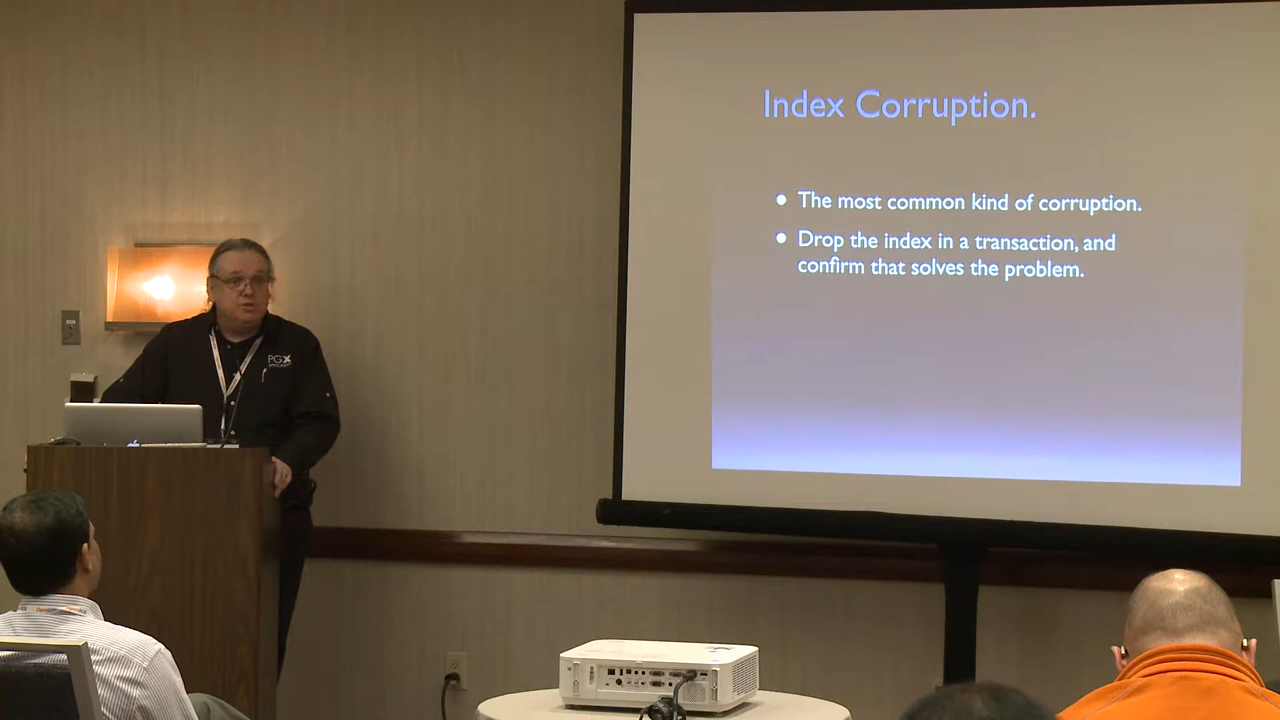 Index Corruption.
• The most common kind of corruption.
• Drop the index in a transaction, and
confirm that solves the problem.
PGX